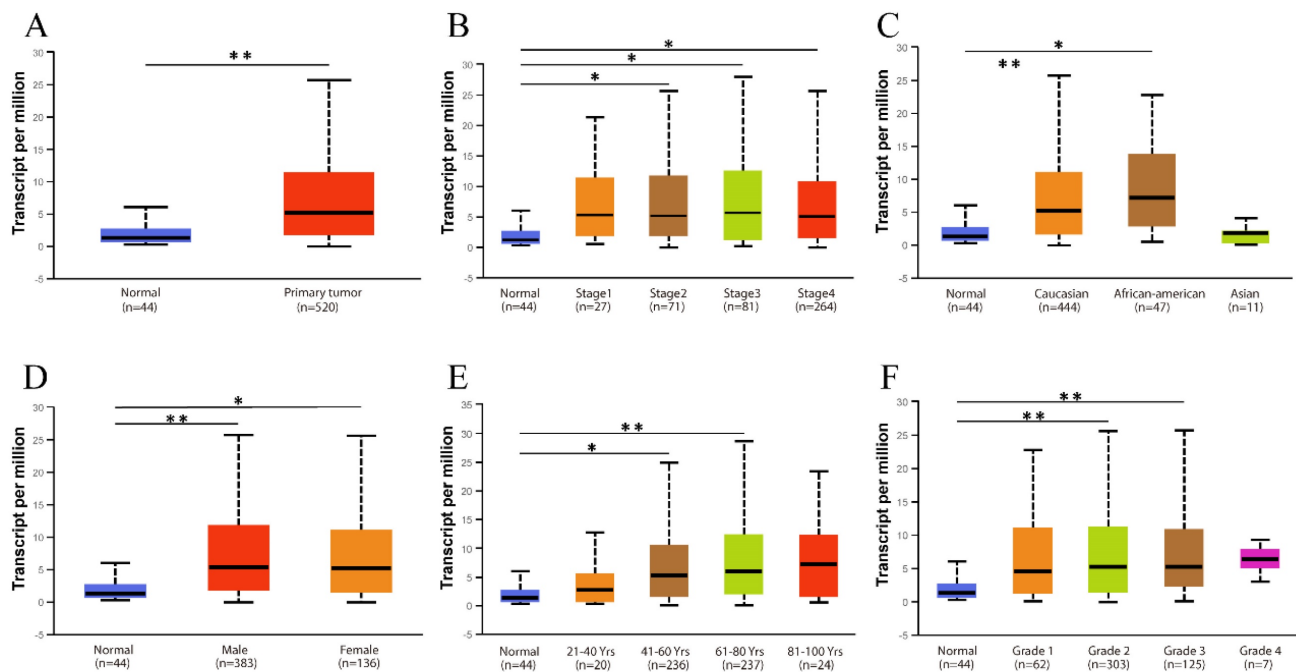 A
Transcript per million
30
25
20
15
10
5
0
-5
**
Normal
(n=44)
Primary tumor
(n=520)
B
Transcript per million
30
25
20
15
10
5
0
-5
*
*
*
Normal
(n=44)
Stage1
(n=27)
Stage2
(n=71)
Stage3
(n=81)
Stage4
(n=264)
C
Transcript per million
30
25
20
15
10
5
0
-5
*
**
Normal
(n=44)
Caucasian
(n=444)
African-american
(n=47)
Asian
(n=11)
D
Transcript per million
30
25
20
15
10
5
0
-5
*
**
Normal
(n=44)
Male
(n=383)
Female
(n=136)
E
Transcript per million
35
30
25
20
15
10
5
0
-5
**
*
Normal
(n=44)
21-40 Yrs
(n=20)
41-60 Yrs
(n=236)
61-80 Yrs
(n=237)
81-100 Yrs
(n=24)
F
Transcript per million
30
25
20
15
10
5
0
-5
**
**
Normal
(n=44)
Grade 1
(n=62)
Grade 2
(n=303)
Grade 3
(n=125)
Grade 4
(n=7)